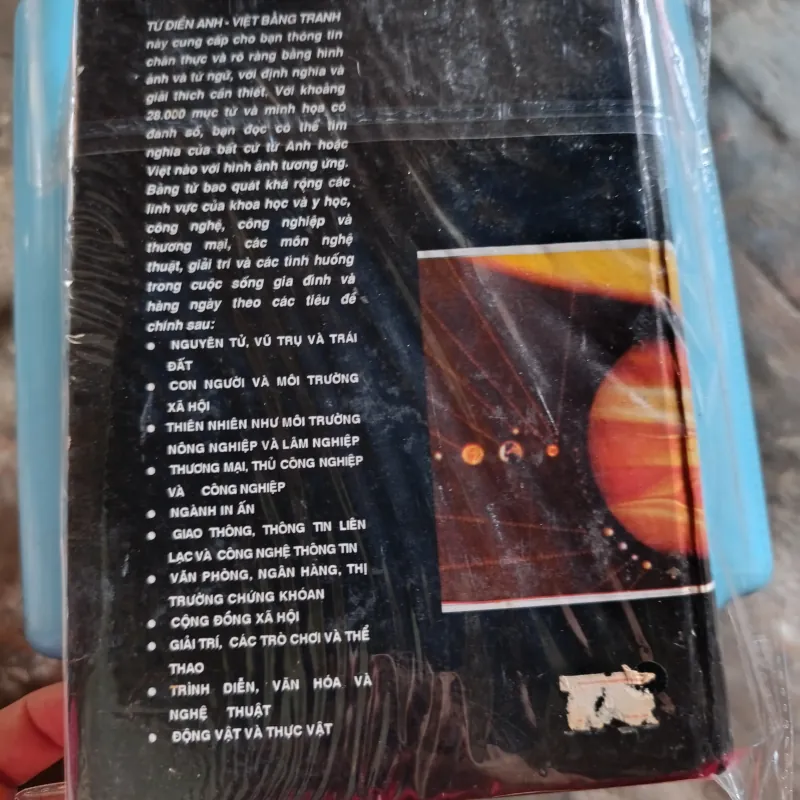 TỪ DIỂN ANH - VIỆT BẰNG TRANH
này cung cấp cho bạn thông tin
chân thực và rõ ràng bằng hình
ảnh và từ ngữ, với định nghĩa và
giải thích cần thiết. Với khoảng
28.000 mục từ và minh họa có
đánh số, bạn đọc có thể tìm
nghĩa của bất cứ từ Anh hoặc
Việt nào với hình ảnh tương ứng.
Bảng từ bao quát khá rộng các
lĩnh vực của khoa học và y học,
công nghệ, công nghiệp và
thương mại, các môn nghệ
thuật, giải trí và các tình huống
trong cuộc sống gia đình và
hàng ngày theo các tiêu đề
chính sau:
• NGUYÊN TỬ, VŨ TRỤ VÀ TRÁI
ĐẤT
• CON NGƯỜI VÀ MÔI TRƯỜNG
XÃ HỘI
• THIÊN NHIÊN NHƯ MÔI TRƯỜNG
NÔNG NGHIỆP VÀ LÂM NGHIỆP
• THƯƠNG MẠI, THỦ CÔNG NGHIỆP
VÀ CÔNG NGHIỆP
• NGÀNH IN ẤN
• GIAO THÔNG, THÔNG TIN LIÊN
LẠC VÀ CÔNG NGHỆ THÔNG TIN
• VĂN PHÒNG, NGÂN HÀNG, THỊ
TRƯỜNG CHỨNG KHÓAN
• CỘNG ĐỒNG XÃ HỘI
• GIẢI TRÍ, CÁC TRÒ CHƠI VÀ THỂ
THAO
• TRÌNH DIỄN, VĂN HÓA VÀ
NGHỆ THUẬT
• ĐỘNG VẬT VÀ THỰC VẬT